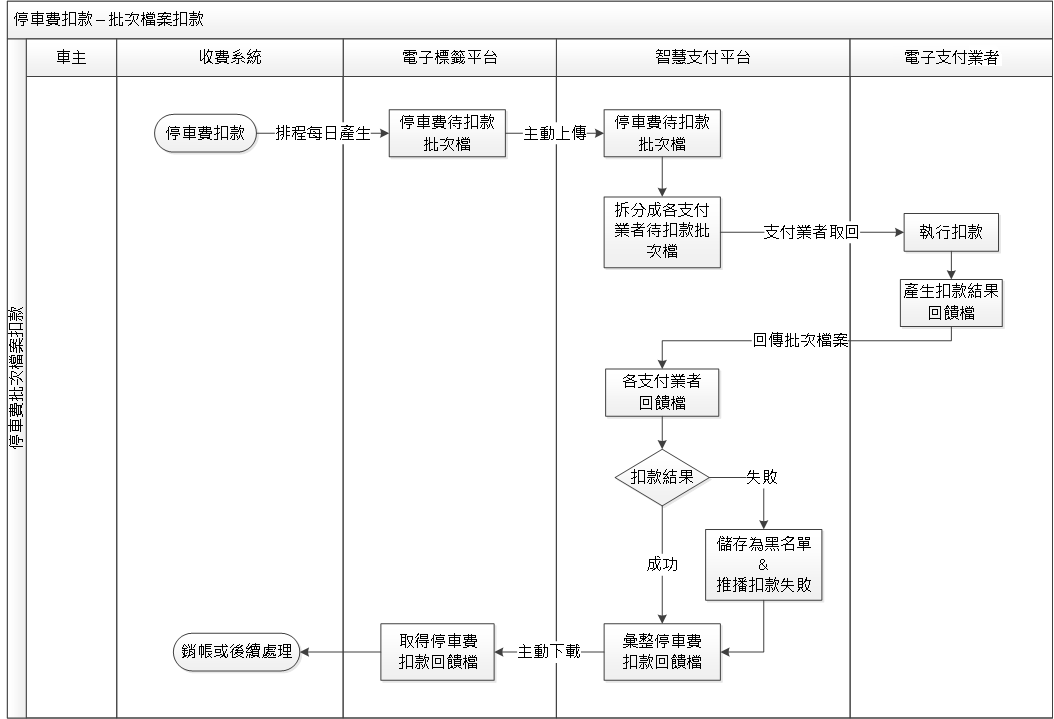 停車費扣款 – 批次檔案扣款
車主
收費系統
電子標籤平台
智慧支付平台
電子支付業者
停車費批次檔案扣款
停車費扣款
排程每日產生
停車費待扣款
批次檔
主動上傳
停車費待扣款
批次檔
拆分成各支付
業者待扣款批
次檔
支付業者取回
執行扣款
產生扣款結果
回饋檔
回傳批次檔案
各支付業者
回饋檔
扣款結果
失敗
儲存為黑名單
&
推播扣款失敗
成功
彙整停車費
扣款回饋檔
主動下載
取得停車費
扣款回饋檔
銷帳或後續處理